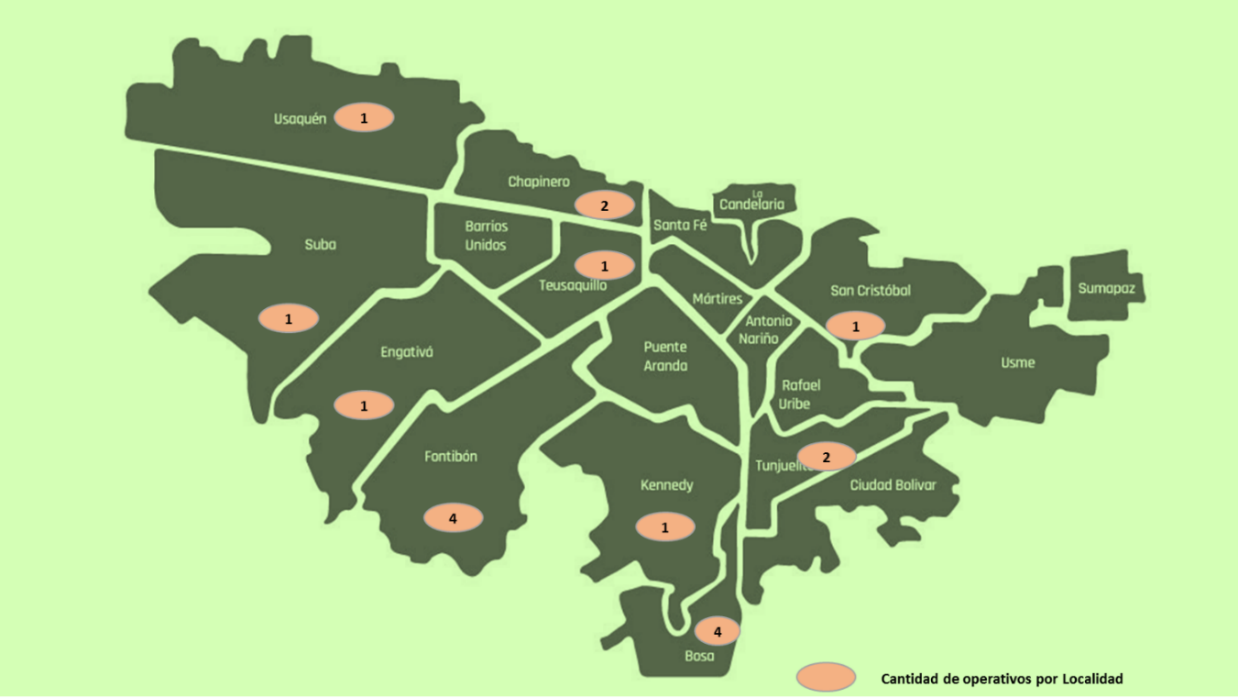 Usaquén 1
Chapinero
2
La
Candelaria
Santa Fé
Barrios
Unidos
Suba
1
Teusaquillo
1
Mártires
San Cristóbal
1
Sumapaz
Antonio
Nariño
Engativá
1
Puente
Aranda
Usme
Rafael
Uribe
Fontibón
4
Kennedy
1
2
Ciudad Bolivar
4
Bosa
Cantidad de operativos por Localidad